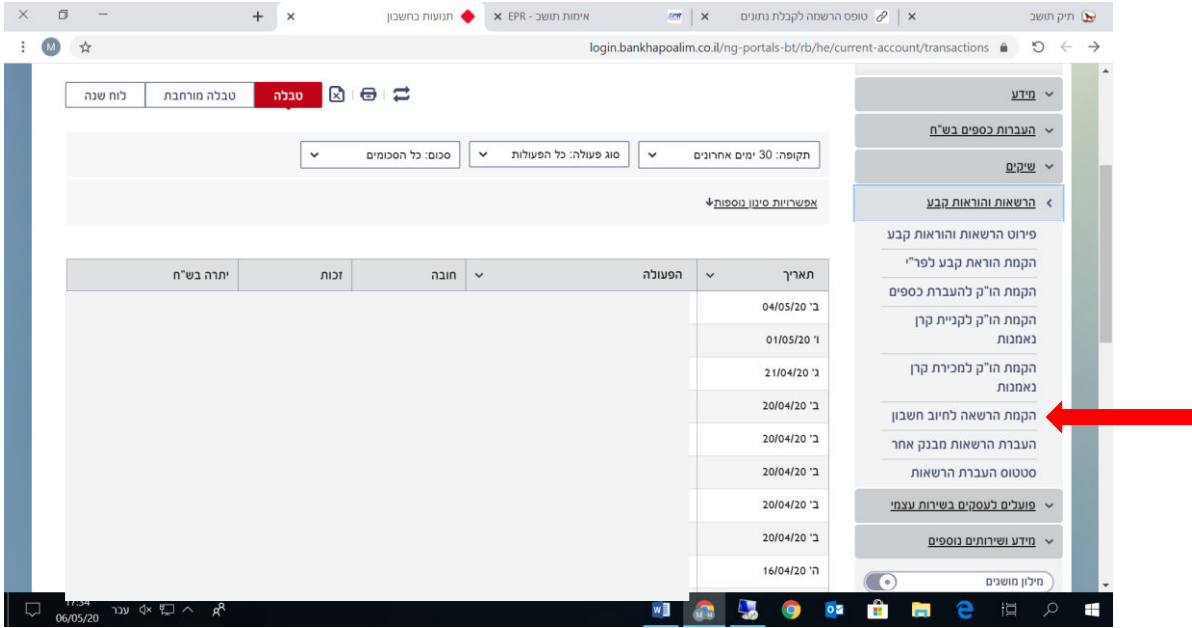 תיק תושב
טופס הרשמה לקבלת נתונים
אימות תושב - EPR
תנועות בחשבון
login.bankhapoalim.co.il/ng-portals-bt/rb/he/current-account/transactions
M
מידע
העברות כספים בש"ח
שיקים
הרשאות והוראות קבע
פירוט הרשאות והוראות קבע
הקמת הוראת קבע לפר"י
הקמת הו"ק להעברת כספים
הקמת הו"ק לקניית קרן
נאמנות
הקמת הו"ק למכירת קרן
נאמנות
הקמת הרשאה לחיוב חשבון
העברת הרשאות מבנק אחר
סטטוס העברת הרשאות
פועלים לעסקים בשירות עצמי
מידע ושירותים נוספים
מילון מושגים
טבלה
טבלה מורחבת
לוח שנה
תקופה: 30 ימים אחרונים
סוג פעולה: כל הפעולות
סכום: כל הסכומים
אפשרויות סינון נוספות
תאריך
הפעולה
חובה
זכות
יתרה בש"ח
ב' 04/05/20
ו' 01/05/20
ג' 21/04/20
ב' 20/04/20
ב' 20/04/20
ב' 20/04/20
ב' 20/04/20
ב' 20/04/20
ה' 16/04/20
עבר
17:54
06/05/20